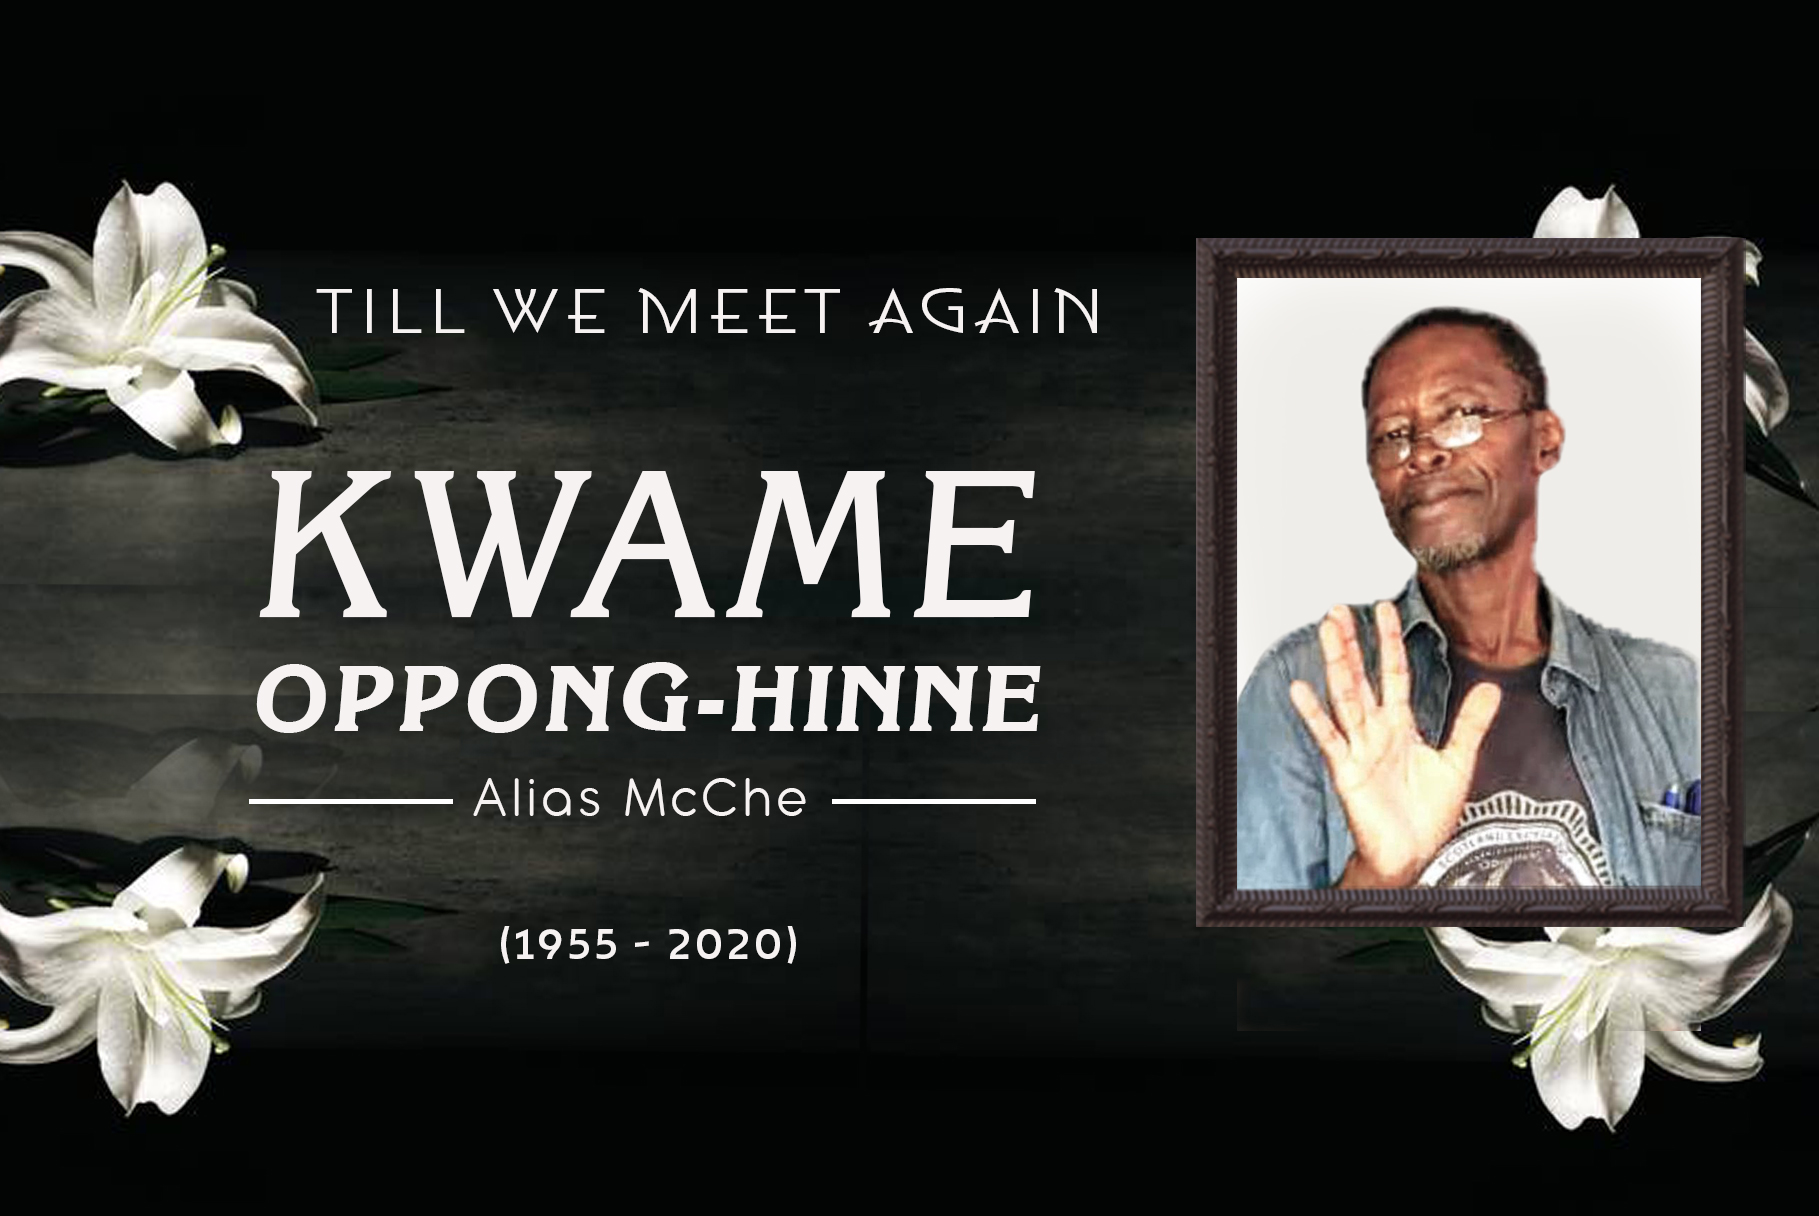 TILL WE MEET AGAIN
KWAME
OPPONG-HINNE
Alias McChe
(1955 - 2020)